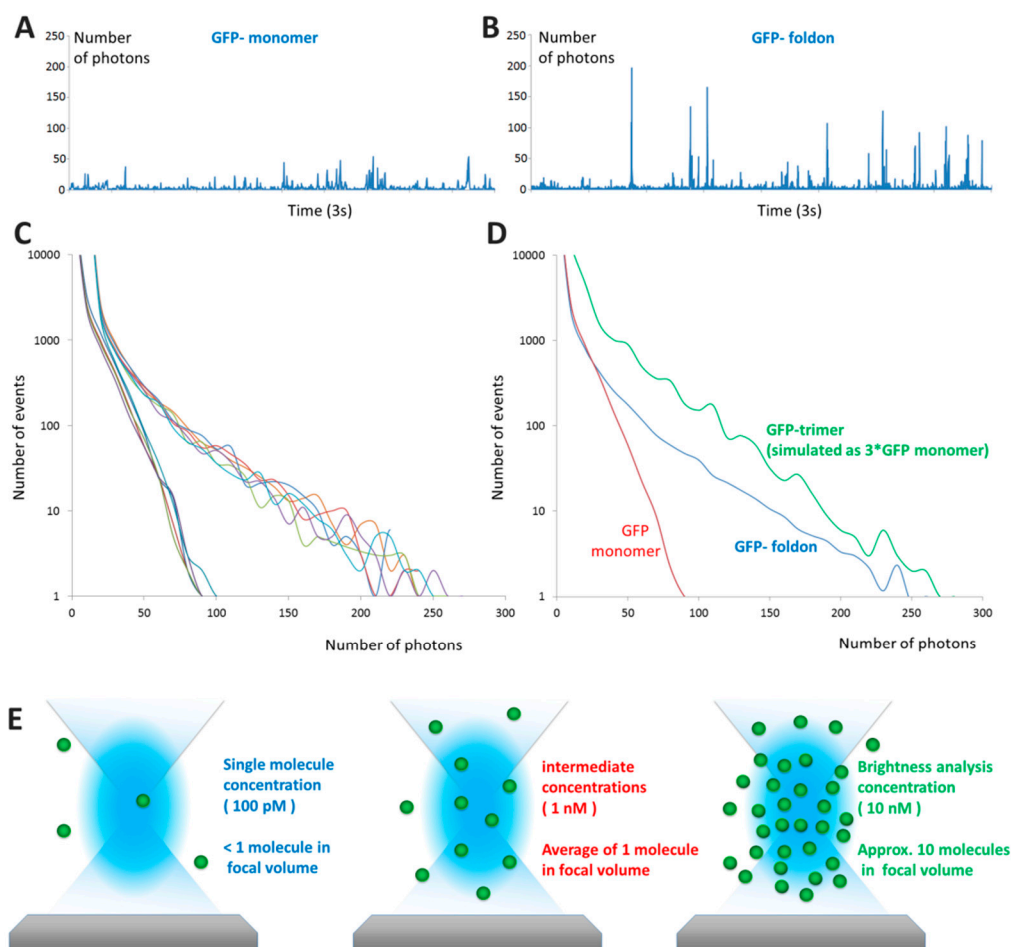 A
Number
of photons
GFP- monomer
250
200
150
100
50
0
Time (3s)
B
Number
of photons
GFP- foldon
250
200
150
100
50
0
Time (3s)
C
Number of events
10000
1000
100
10
1
0
50
100
150
200
250
300
Number of photons
D
Number of events
10000
1000
100
10
1
0
50
100
150
200
250
300
Number of photons
GFP-trimer
(simulated as 3*GFP monomer)
GFP
monomer
GFP- foldon
E
Single molecule
concentration
( 100 pM )
< 1 molecule in
focal volume
intermediate
concentrations
( 1 nM )
Average of 1 molecule
in focal volume
Brightness analysis
concentration
( 10 nM )
Approx. 10 molecules
in focal volume